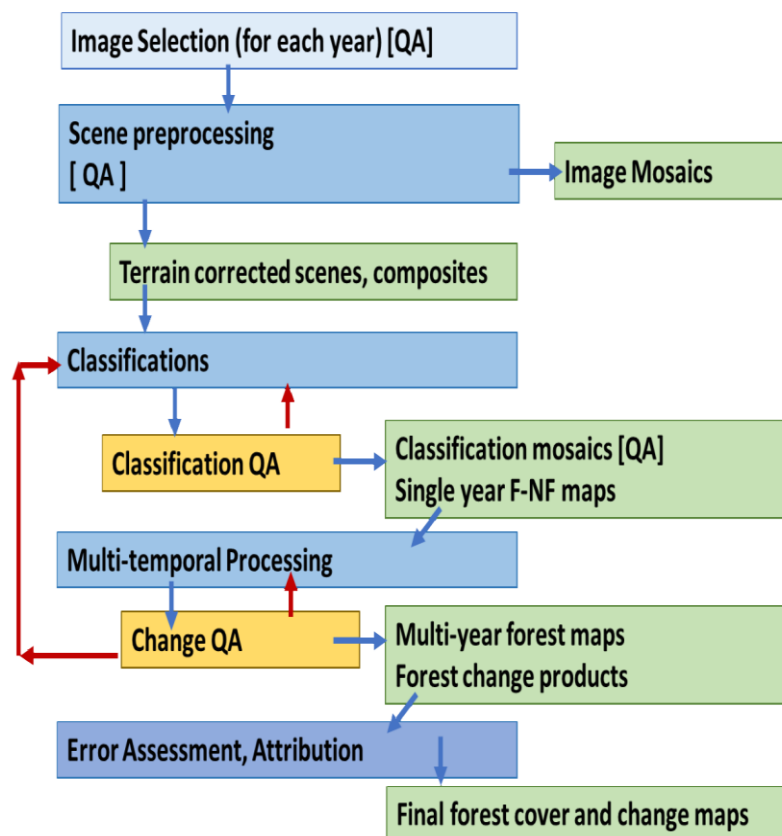 Image Selection (for each year) [QA]
Scene preprocessing
[ QA ]
Image Mosaics
Terrain corrected scenes, composites
Classifications
Classification QA
Classification mosaics [QA]
Single year F-NF maps
Multi-temporal Processing
Change QA
Multi-year forest maps
Forest change products
Error Assessment, Attribution
Final forest cover and change maps